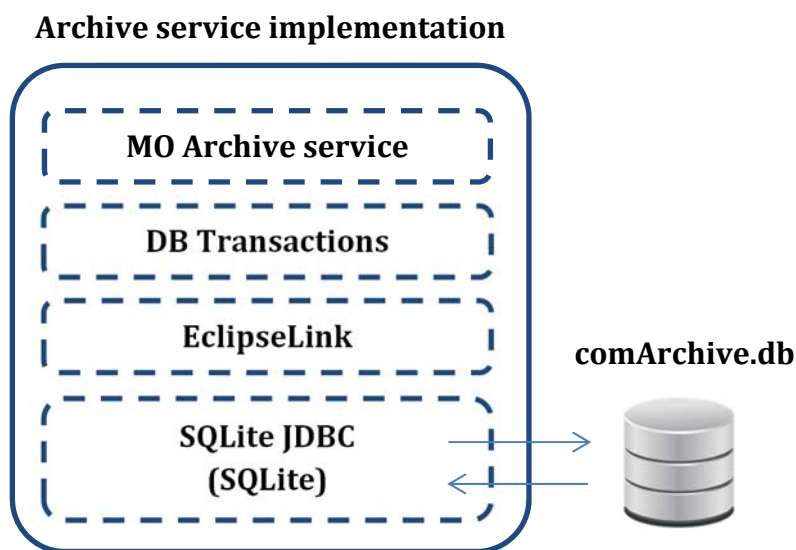 Archive service implementation
MO Archive service
DB Transactions
EclipseLink
comArchive.db
SQLite JDBC
(SQLite)